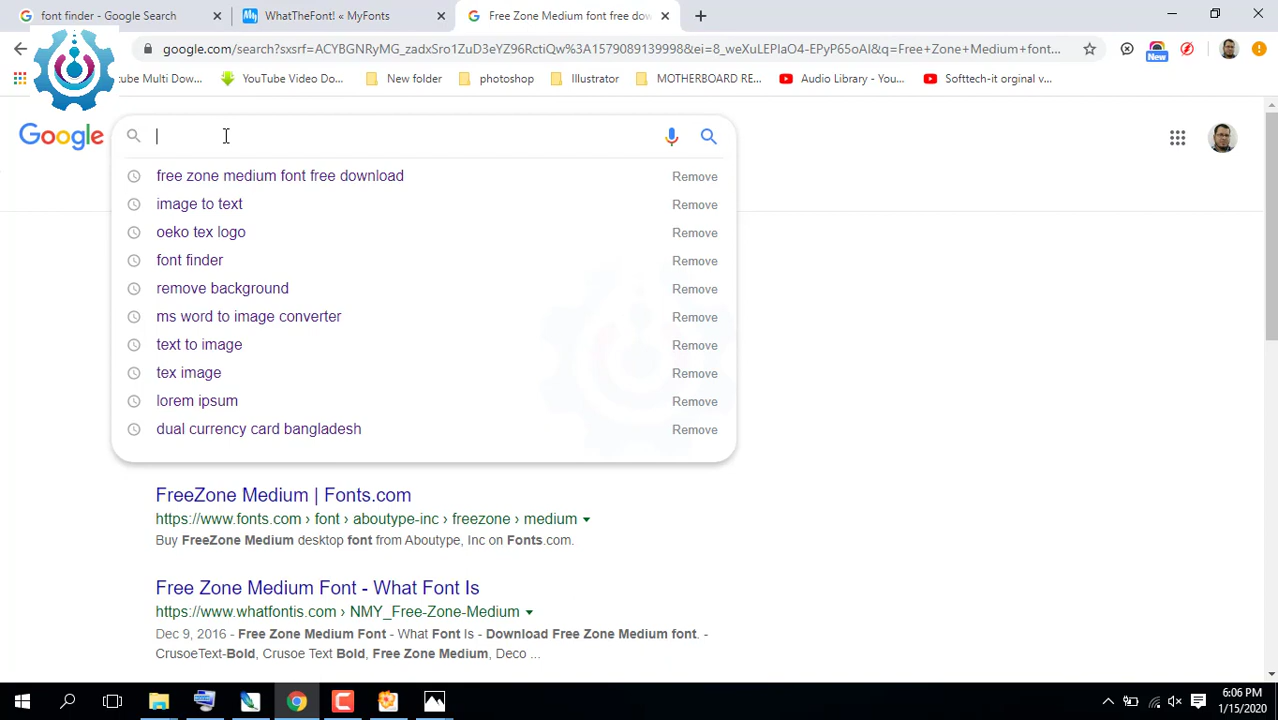 font finder - Google Search
WhatTheFont! « MyFonts
Free Zone Medium font free dow
google.com/search?sxsrf=ACYBGNRyMG_zadxSro1ZuD3eYZ96RctiQw%3A1579089139998&ei=8_weXuLEPIaO4-EPyP65oAI&q=Free+Zone+Medium+font...
ube Multi Dow...
YouTube Video Do...
New folder
photoshop
Illustrator
MOTHERBOARD RE...
Audio Library - You...
Softtech-it orginal v...
New
Google
free zone medium font free download Remove
image to text Remove
oeko tex logo Remove
font finder Remove
remove background Remove
ms word to image converter Remove
text to image Remove
tex image Remove
lorem ipsum Remove
dual currency card bangladesh Remove
FreeZone Medium | Fonts.com
https://www.fonts.com › font › aboutype-inc › freezone › medium
Buy FreeZone Medium desktop font from Aboutype, Inc on Fonts.com.
Free Zone Medium Font - What Font Is
https://www.whatfontis.com › NMY_Free-Zone-Medium
Dec 9, 2016 - Free Zone Medium Font - What Font Is - Download Free Zone Medium font. -
CrusoeText-Bold, Crusoe Text Bold, Free Zone Medium, Deco ...
6:06 PM
1/15/2020